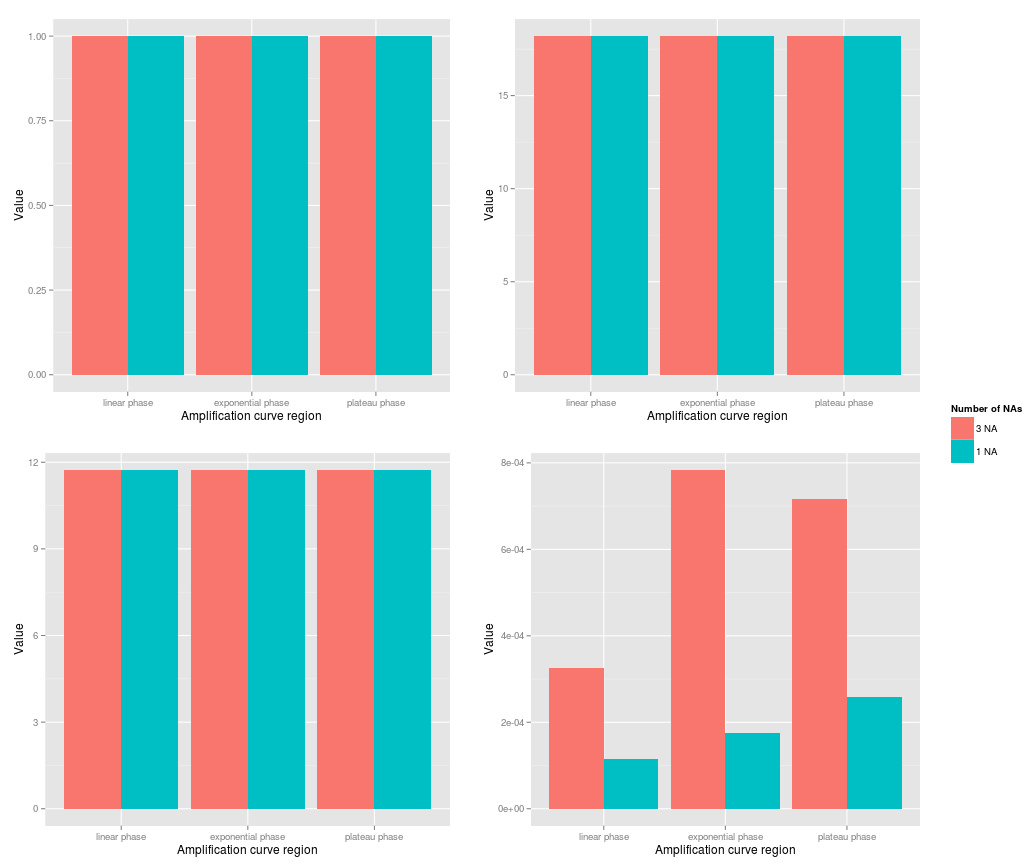 Value
1.00
0.75
0.50
0.25
0.00
linear phase exponential phase plateau phase
Amplification curve region
Value
15
10
5
0
linear phase exponential phase plateau phase
Amplification curve region
Number of NAs
3 NA
1 NA
Value
12
9
6
3
0
linear phase exponential phase plateau phase
Amplification curve region
Value
8e-04
6e-04
4e-04
2e-04
0e+00
linear phase exponential phase plateau phase
Amplification curve region